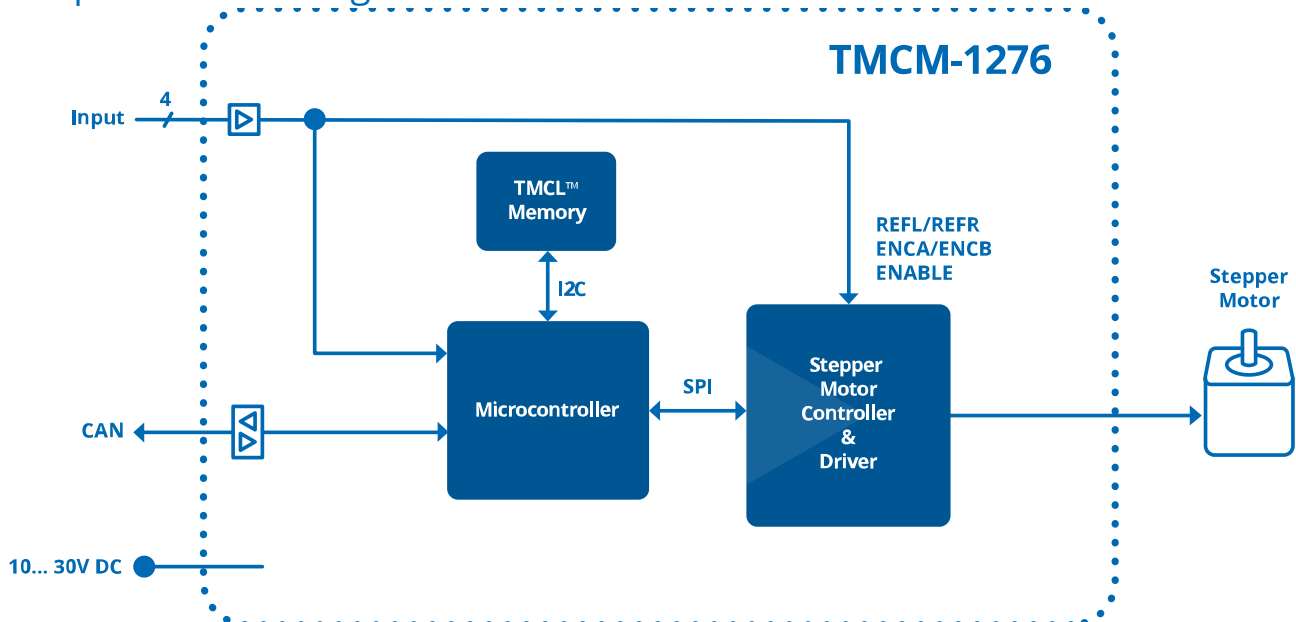 TMCM-1276
4
Input
TMCL™
Memory
REFL/REFR
ENCA/ENCB
ENABLE
I2C
Stepper
Motor
Stepper
Motor
Controller
&
Driver
SPI
Microcontroller
CAN
10... 30V DC